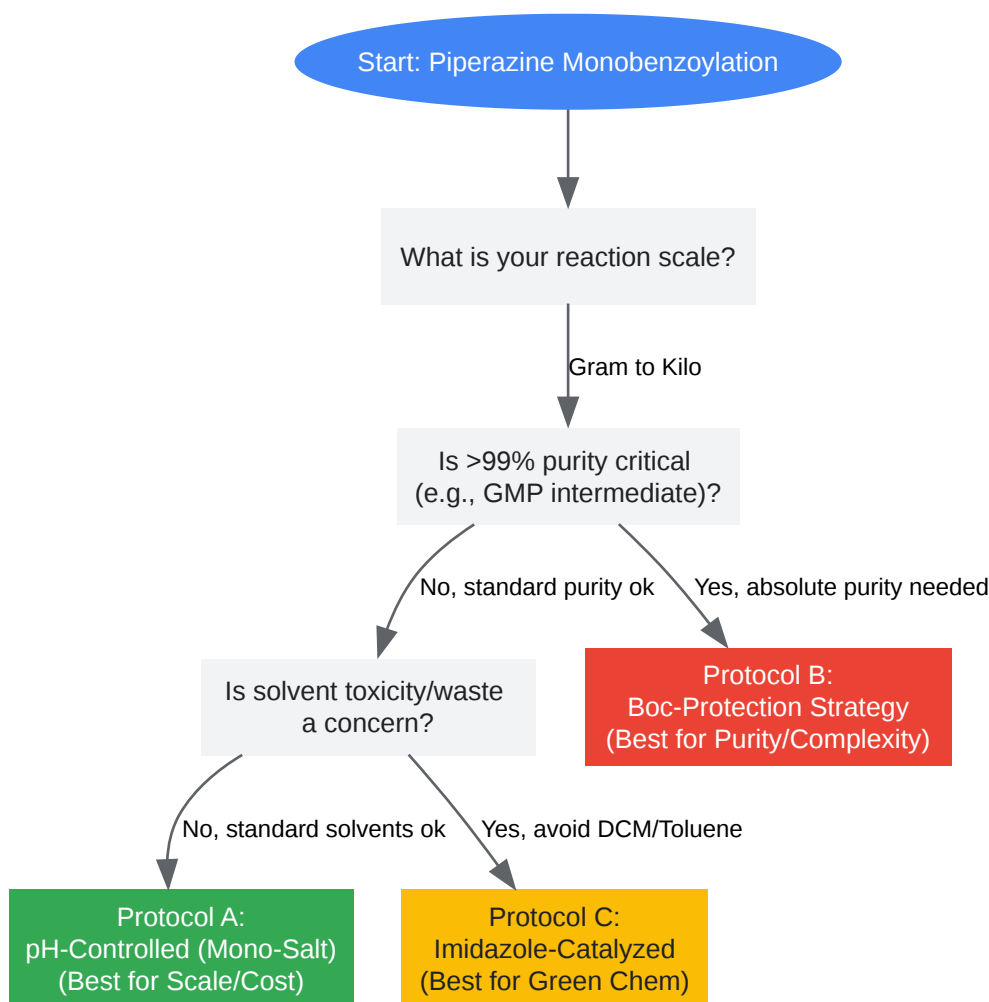 Start: Piperazine Monobenzoylation
What is your reaction scale?
Gram to Kilo
Is >99% purity critical
(e.g., GMP intermediate)?
No, standard purity ok
Yes, absolute purity needed
Is solvent toxicity/waste
a concern?
Protocol B:
Boc-Protection Strategy
(Best for Purity/Complexity)
No, standard solvents ok
Yes, avoid DCM/Toluene
Protocol A:
pH-Controlled (Mono-Salt)
(Best for Scale/Cost)
Protocol C:
Imidazole-Catalyzed
(Best for Green Chem)